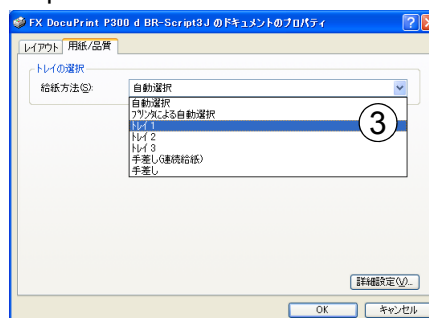 FX DocuPrint P300 d BR-Script3J のドキュメントのプロパティ
レイアウト 用紙/品質
トレイの選択
給紙方法(S): 自動選択
自動選択
プリンタによる自動選択
トレイ 1
トレイ 2
トレイ 3
手差し(連続給紙)
手差し
3
詳細設定(V)...
OK キャンセル